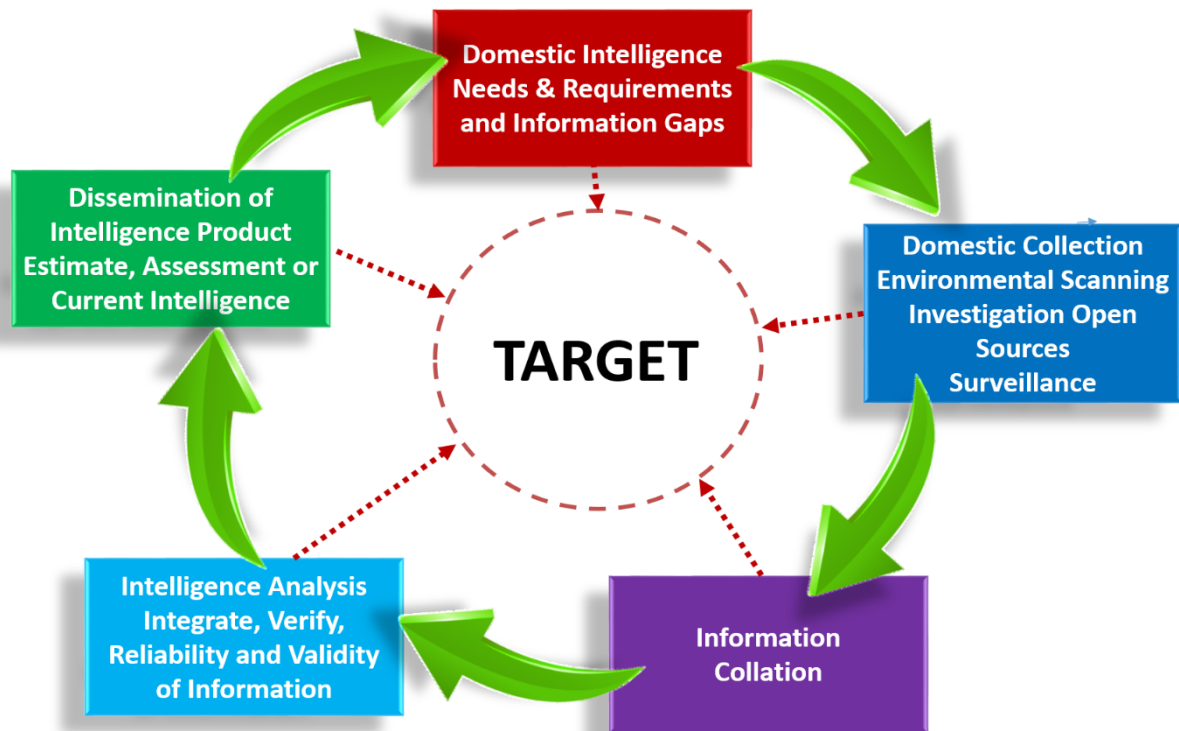 Domestic Intelligence
Needs & Requirements
and Information Gaps
Dissemination of
Intelligence Product
Estimate, Assessment or
Current Intelligence
Domestic Collection
Environmental Scanning
Investigation Open
Sources
Surveillance
TARGET
Intelligence Analysis
Integrate, Verify,
Reliability and Validity
of Information
Information
Collation